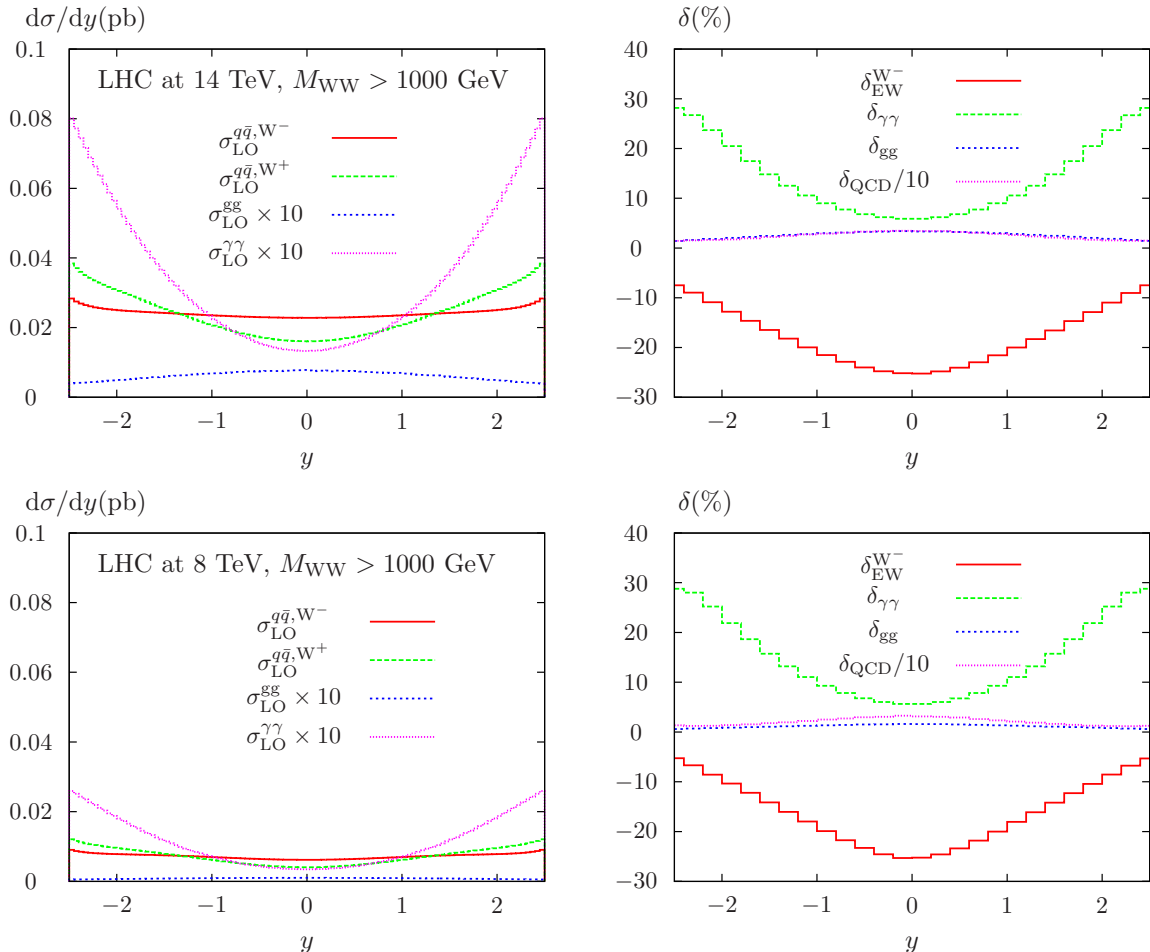 dσ/dy(pb)
LHC at 14 TeV, M_WW > 1000 GeV
σ_LO^{qq̄,W−}
σ_LO^{qq̄,W+}
σ_LO^{gg} × 10
σ_LO^{γγ} × 10
0.1
0.08
0.06
0.04
0.02
0
−2 −1 0 1 2
y
δ(%)
δ_EW^{W−}
δ_γγ
δ_gg
δ_QCD/10
40
30
20
10
0
−10
−20
−30
−2 −1 0 1 2
y
dσ/dy(pb)
LHC at 8 TeV, M_WW > 1000 GeV
σ_LO^{qq̄,W−}
σ_LO^{qq̄,W+}
σ_LO^{gg} × 10
σ_LO^{γγ} × 10
0.1
0.08
0.06
0.04
0.02
0
−2 −1 0 1 2
y
δ(%)
δ_EW^{W−}
δ_γγ
δ_gg
δ_QCD/10
40
30
20
10
0
−10
−20
−30
−2 −1 0 1 2
y